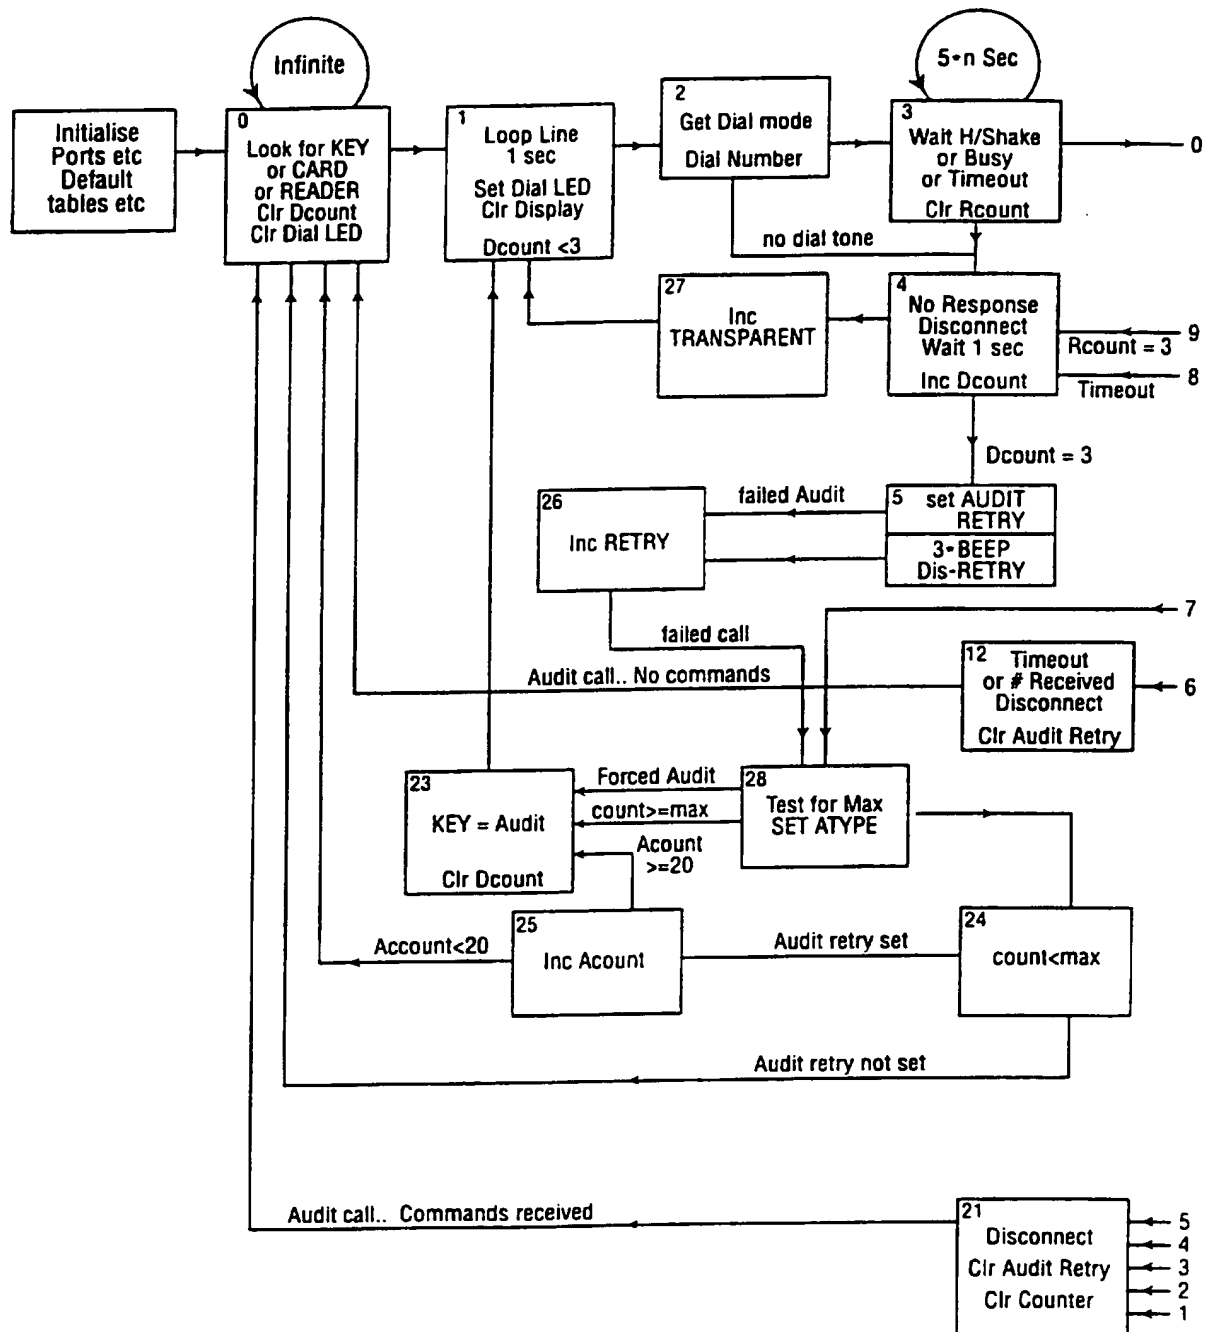 Infinite
5*n Sec
Initialise
Ports etc
Default
tables etc
0
Look for KEY
or CARD
or READER
Clr Dcount
Clr Dial LED
1
Loop Line
1 sec
Set Dial LED
Clr Display
Dcount <3
2
Get Dial mode
Dial Number
3
Wait H/Shake
or Busy
or Timeout
Clr Rcount
0
no dial tone
27
Inc
TRANSPARENT
4
No Response
Disconnect
Wait 1 sec
Inc Dcount
9
Rcount = 3
8
Timeout
Dcount = 3
26
Inc RETRY
failed Audit
5
set AUDIT
RETRY
3*BEEP
Dis-RETRY
7
failed call
Audit call.. No commands
12
Timeout
or # Received
Disconnect
Clr Audit Retry
6
23
KEY = Audit
Clr Dcount
Forced Audit
count>=max
Acount
>=20
28
Test for Max
SET ATYPE
25
Inc Acount
Account<20
Audit retry set
24
count<max
Audit retry not set
Audit call.. Commands received
21
Disconnect
Clr Audit Retry
Clr Counter
5
4
3
2
1